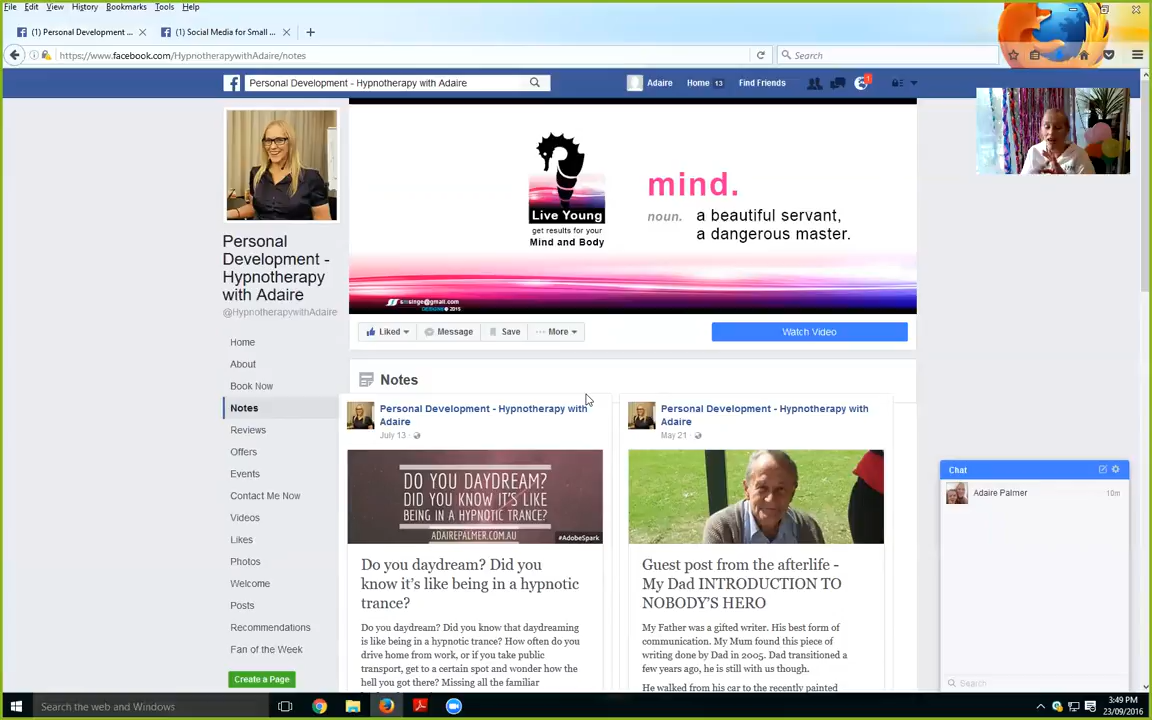 File Edit View History Bookmarks Tools Help
(1) Personal Development ... (1) Social Media for Small ...
https://www.facebook.com/HypnotherapywithAdaire/notes
Search
Personal Development - Hypnotherapy with Adaire
Adaire Home 13 Find Friends
1
Live Young
get results for your
Mind and Body
mind.
noun. a beautiful servant,
a dangerous master.
smsinge@gmail.com
2015
Personal
Development -
Hypnotherapy
with Adaire
@HypnotherapywithAdaire
Liked Message Save More
Watch Video
Home
About
Book Now
Notes
Reviews
Offers
Events
Contact Me Now
Videos
Likes
Photos
Welcome
Posts
Recommendations
Fan of the Week
Create a Page
Notes
Personal Development - Hypnotherapy with
Adaire
July 13
DO YOU DAYDREAM?
DID YOU KNOW IT'S LIKE
BEING IN A HYPNOTIC TRANCE?
ADAIREPALMER.COM.AU
#AdobeSpark
Do you daydream? Did you
know it's like being in a hypnotic
trance?
Do you daydream? Did you know that daydreaming
is like being in a hypnotic trance? How often do you
drive home from work, or if you take public
transport, get to a certain spot and wonder how the
hell you got there? Missing all the familiar
Personal Development - Hypnotherapy with
Adaire
May 21
Guest post from the afterlife -
My Dad INTRODUCTION TO
NOBODY'S HERO
My Father was a gifted writer. His best form of
communication. My Mum found this piece of
writing done by Dad in 2005. Dad transitioned a
few years ago, he is still with us though.
He walked from his car to the recently painted
Chat
Adaire Palmer 10m
Search
Search the web and Windows
3:49 PM
23/09/2016